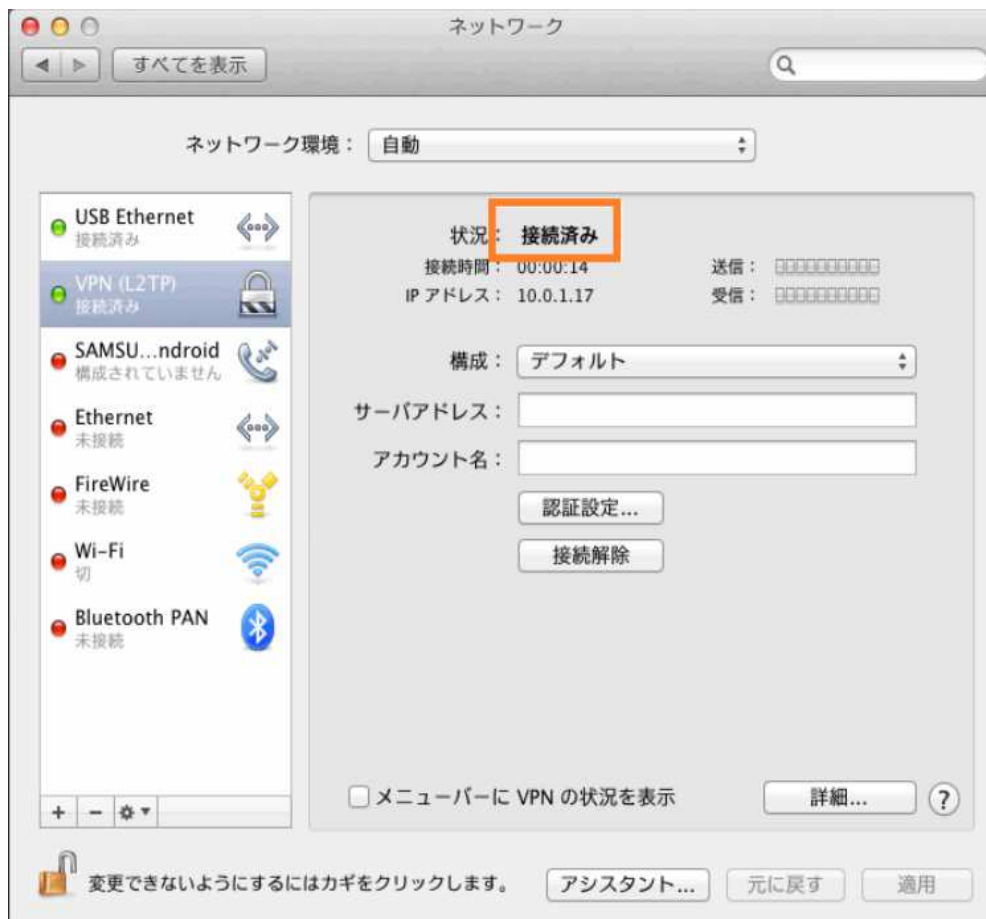 ネットワーク
すべてを表示
ネットワーク環境： 自動
USB Ethernet
接続済み
VPN (L2TP)
接続済み
SAMSU...ndroid
構成されていません
Ethernet
未接続
FireWire
未接続
Wi-Fi
切
Bluetooth PAN
未接続
状況： 接続済み
接続時間： 00:00:14 送信：
IP アドレス： 10.0.1.17 受信：
構成： デフォルト
サーバアドレス：
アカウント名：
認証設定...
接続解除
メニューバーに VPN の状況を表示 詳細... ?
変更できないようにするにはカギをクリックします。 アシスタント... 元に戻す 適用